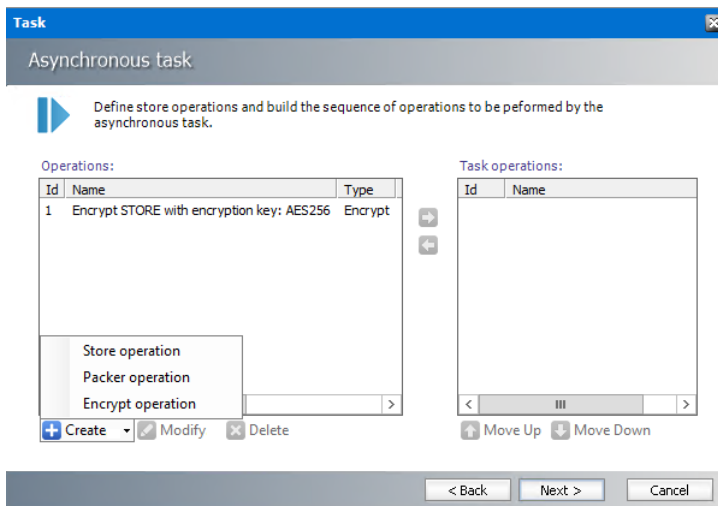 Task
Asynchronous task
Define store operations and build the sequence of operations to be peformed by the
asynchronous task.
Operations:
Id Name Type
1 Encrypt STORE with encryption key: AES256 Encrypt
Store operation
Packer operation
Encrypt operation
Create Modify Delete
Task operations:
Id Name
Move Up Move Down
< Back Next > Cancel